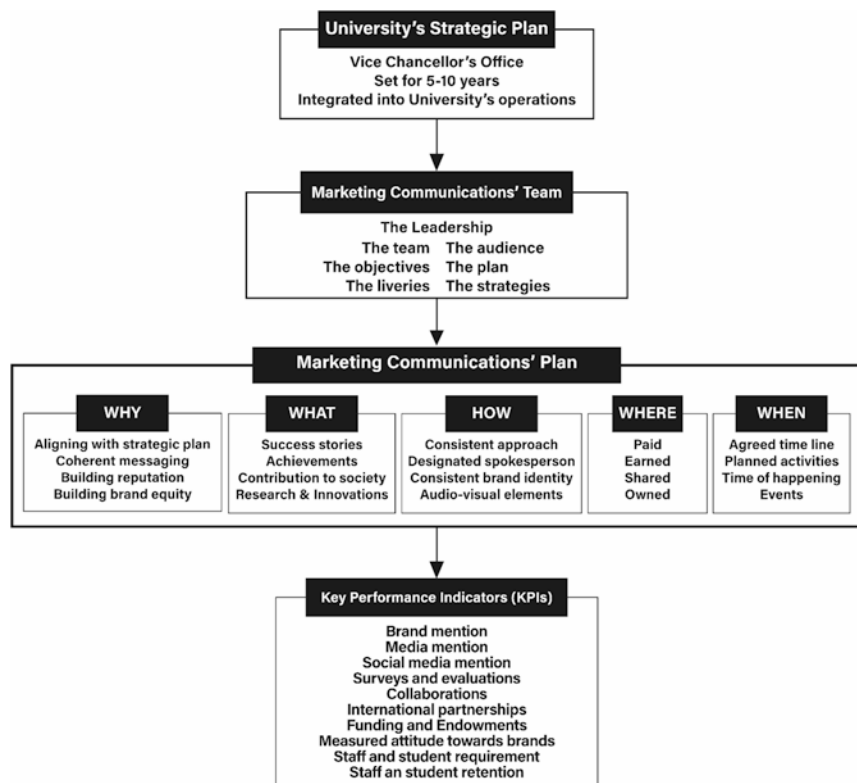 University's Strategic Plan
Vice Chancellor's Office
Set for 5-10 years
Integrated into University's operations
Marketing Communications' Team
The Leadership
The team The audience
The objectives The plan
The liveries The strategies
Marketing Communications' Plan
WHY
Aligning with strategic plan
Coherent messaging
Building reputation
Building brand equity
WHAT
Success stories
Achievements
Contribution to society
Research & Innovations
HOW
Consistent approach
Designated spokesperson
Consistent brand identity
Audio-visual elements
WHERE
Paid
Earned
Shared
Owned
WHEN
Agreed time line
Planned activities
Time of happening
Events
Key Performance Indicators (KPIs)
Brand mention
Media mention
Social media mention
Surveys and evaluations
Collaborations
International partnerships
Funding and Endowments
Measured attitude towards brands
Staff and student requirement
Staff an student retention